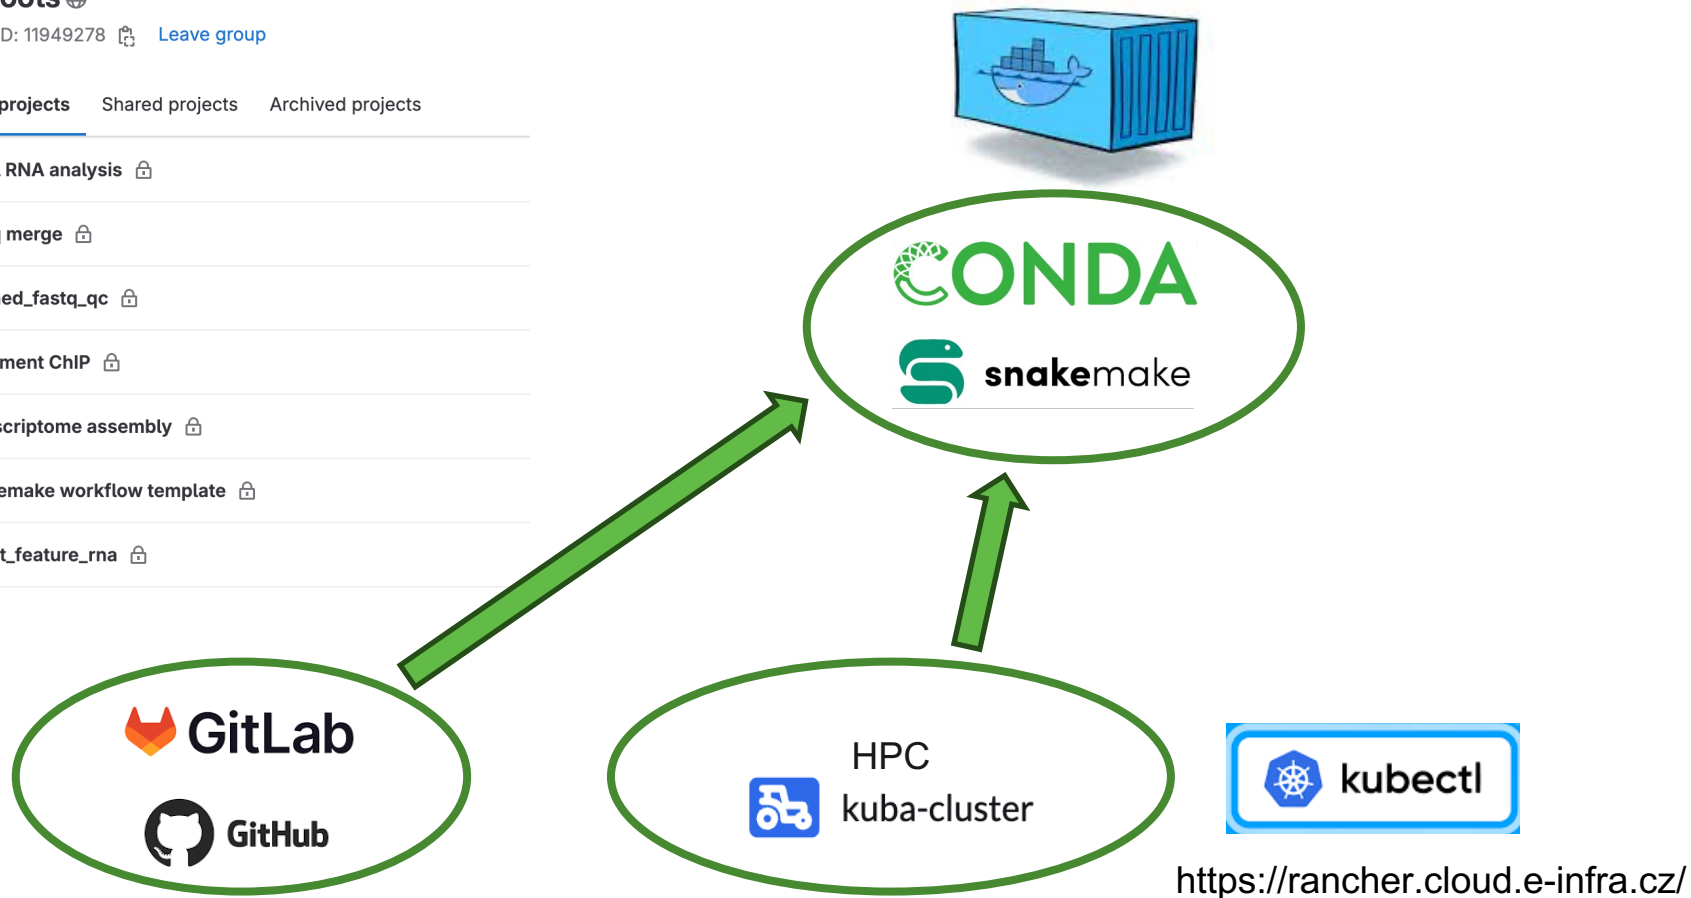 D: 11949278 Leave group
projects Shared projects Archived projects
RNA analysis
merge
ed_fastq_qc
ment ChIP
scriptome assembly
emake workflow template
t_feature_rna
CONDA
snakemake
GitLab
GitHub
HPC
kuba-cluster
kubectl
https://rancher.cloud.e-infra.cz/